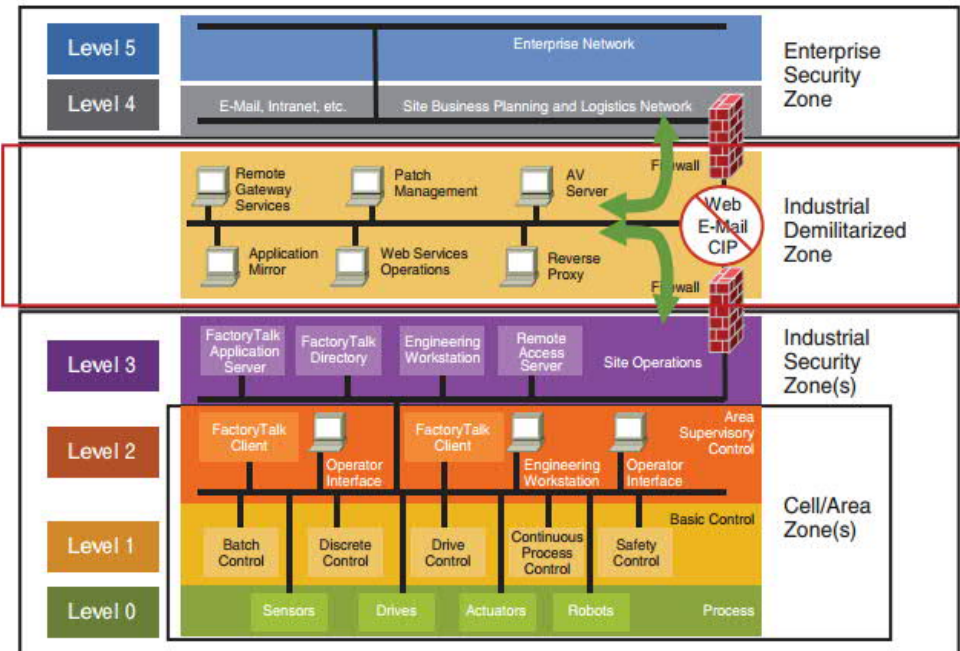 Level 5
Enterprise Network
Level 4
E-Mail, Intranet, etc.
Site Business Planning and Logistics Network
Enterprise
Security
Zone
Remote
Gateway
Services
Patch
Management
AV
Server
Firewall
Application
Mirror
Web Services
Operations
Reverse
Proxy
Web
E-Mail
CIP
Firewall
Industrial
Demilitarized
Zone
Level 3
FactoryTalk
Application
Server
FactoryTalk
Directory
Engineering
Workstation
Remote
Access
Server
Site Operations
Industrial
Security
Zone(s)
Level 2
FactoryTalk
Client
Operator
Interface
FactoryTalk
Client
Engineering
Workstation
Operator
Interface
Area
Supervisory
Control
Level 1
Basic Control
Batch
Control
Discrete
Control
Drive
Control
Continuous
Process
Control
Safety
Control
Cell/Area
Zone(s)
Level 0
Sensors
Drives
Actuators
Robots
Process